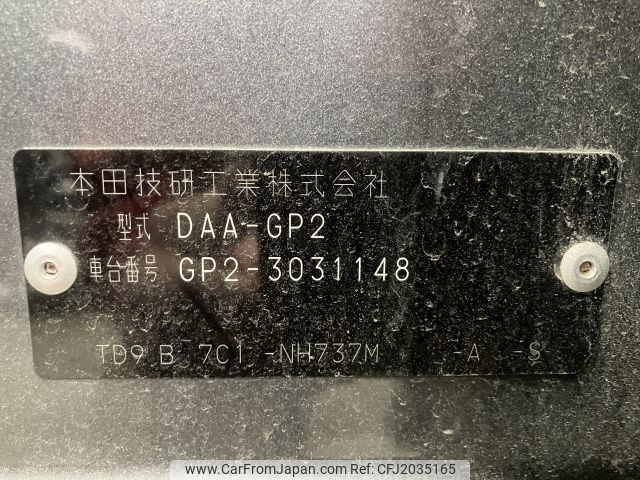 本田技研工業株式会社
型式 DAA-GP2
車台番号 GP2-3031148
TD9 B 7C1 -NH737M -A -S
www.CarFromJapan.com | Ref No: CFJ2035165